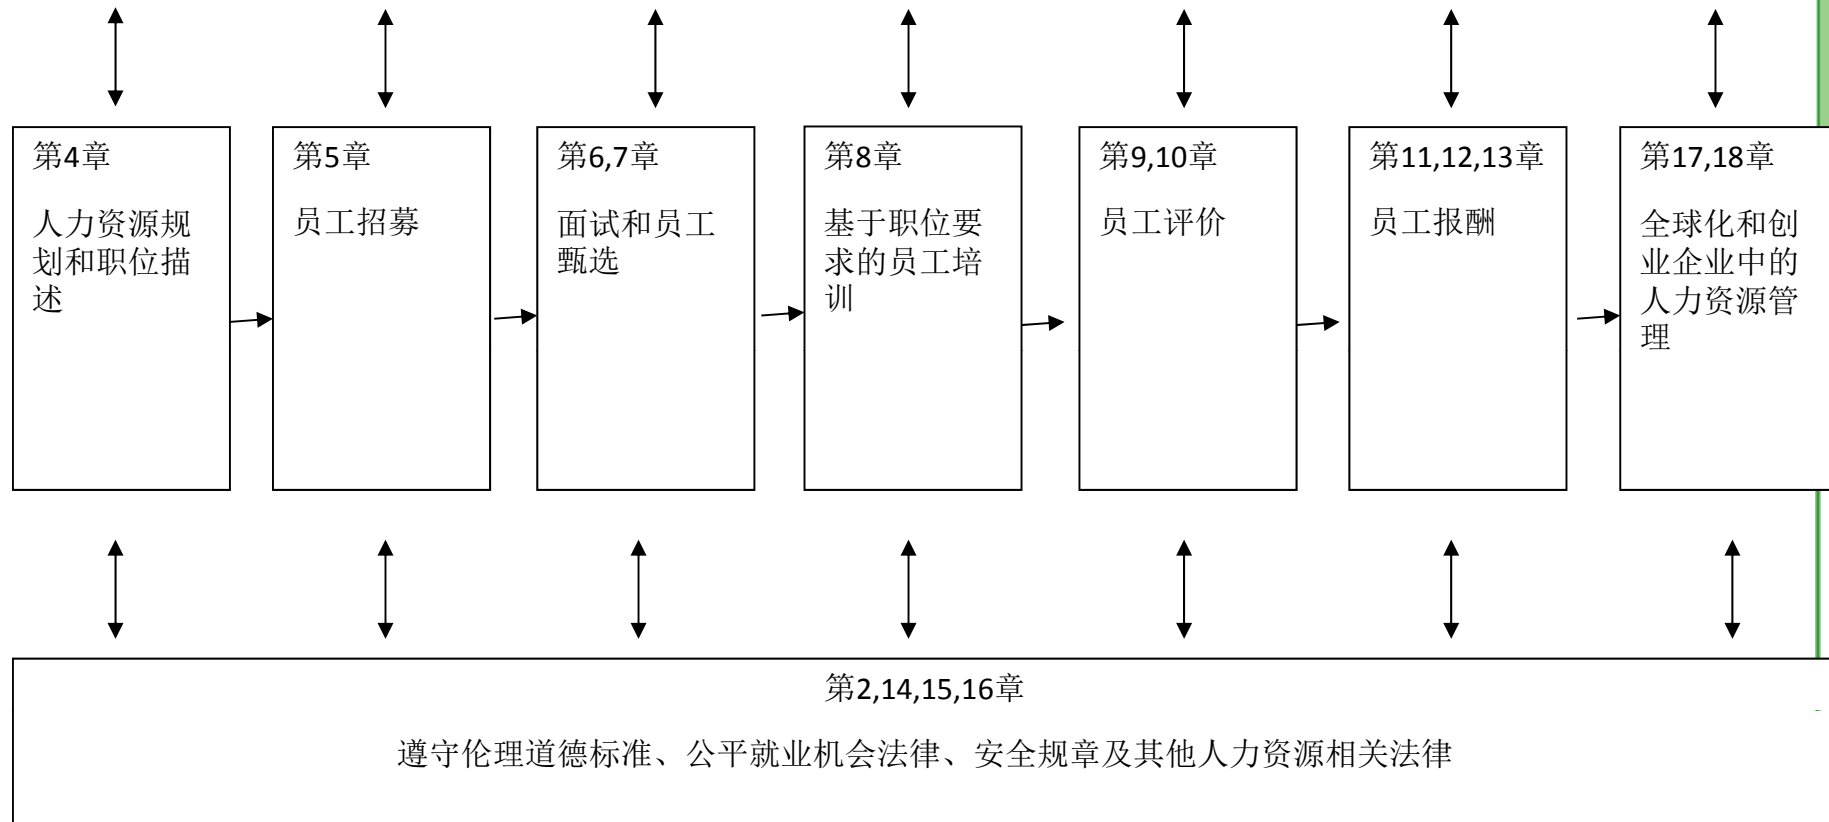 第4章
人力资源规
划和职位描
述
第5章
员工招募
第6,7章
面试和员工
甄选
第8章
基于职位要
求的员工培
训
第9,10章
员工评价
第11,12,13章
员工报酬
第17,18章
全球化和创
业企业中的
人力资源管
理
第2,14,15,16章
遵守伦理道德标准、公平就业机会法律、安全规章及其他人力资源相关法律